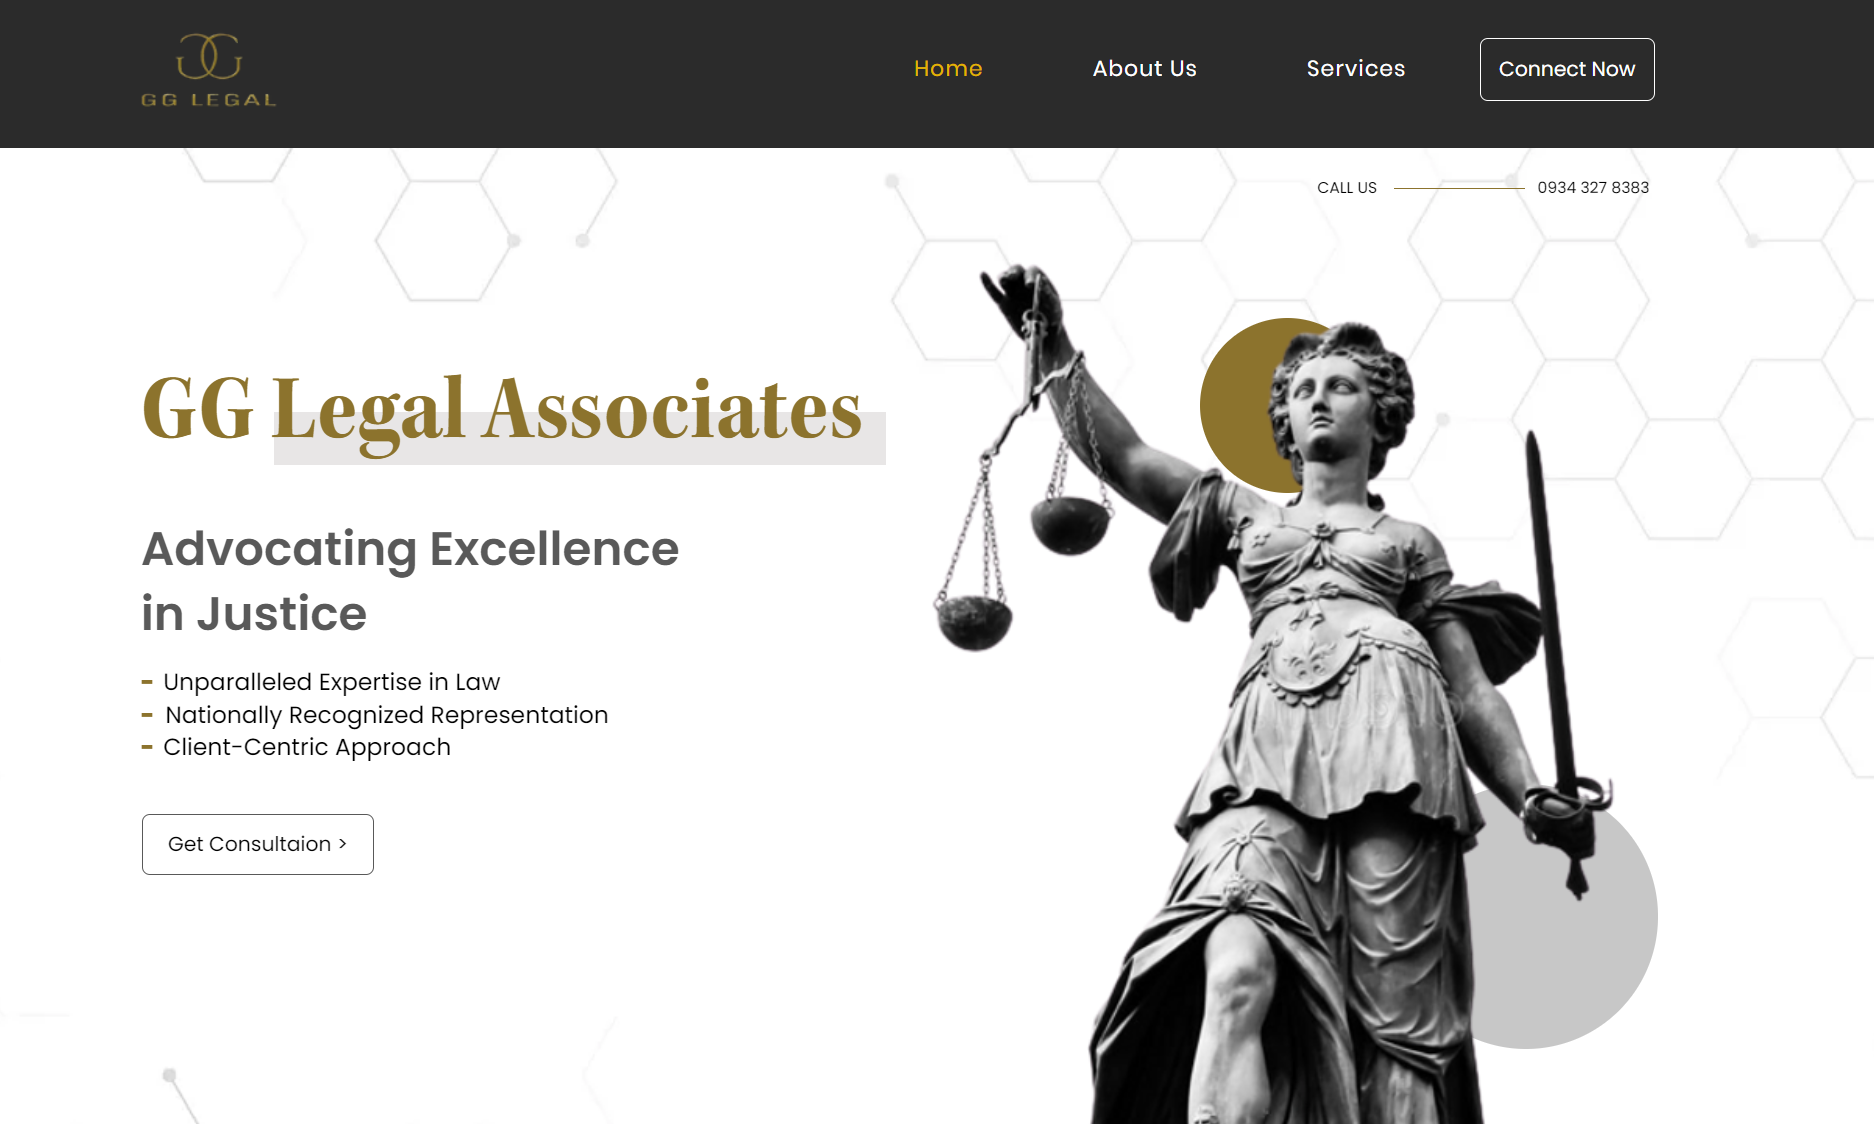 GG LEGAL
Home
About Us
Services
Connect Now
CALL US
0934 327 8383
GG Legal Associates
Advocating Excellence
in Justice
- Unparalleled Expertise in Law
- Nationally Recognized Representation
- Client-Centric Approach
Get Consultaion >